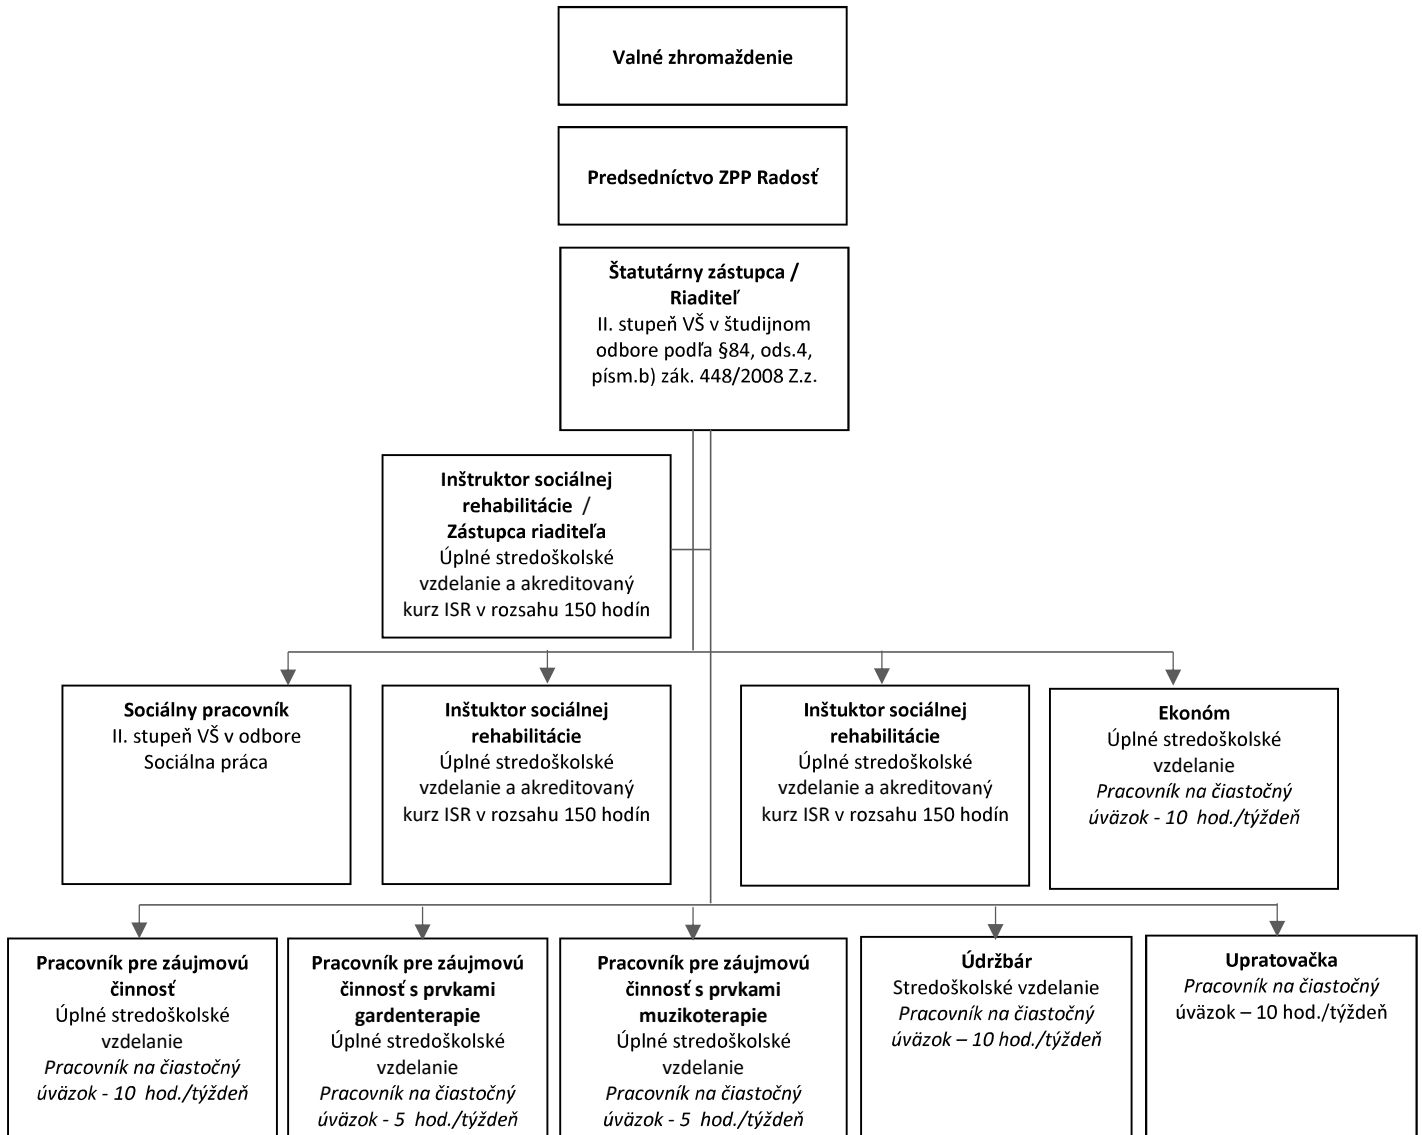 Valné zhromaždenie
Predsedníctvo ZPP Radosť
Štatutárny zástupca /
Riaditeľ
II. stupeň VŠ v študijnom
odbore podľa §84, ods.4,
písm.b) zák. 448/2008 Z.z.
Inštruktor sociálnej
rehabilitácie /
Zástupca riaditeľa
Úplné stredoškolské
vzdelanie a akreditovaný
kurz ISR v rozsahu 150 hodín
Sociálny pracovník
II. stupeň VŠ v odbore
Sociálna práca
Inštuktor sociálnej
rehabilitácie
Úplné stredoškolské
vzdelanie a akreditovaný
kurz ISR v rozsahu 150 hodín
Inštuktor sociálnej
rehabilitácie
Úplné stredoškolské
vzdelanie a akreditovaný
kurz ISR v rozsahu 150 hodín
Ekonóm
Úplné stredoškolské
vzdelanie
Pracovník na čiastočný
úväzok - 10 hod./týždeň
Pracovník pre záujmovú
činnosť
Úplné stredoškolské
vzdelanie
Pracovník na čiastočný
úväzok - 10 hod./týždeň
Pracovník pre záujmovú
činnosť s prvkami
gardenterapie
Úplné stredoškolské
vzdelanie
Pracovník na čiastočný
úväzok - 5 hod./týždeň
Pracovník pre záujmovú
činnosť s prvkami
muzikoterapie
Úplné stredoškolské
vzdelanie
Pracovník na čiastočný
úväzok - 5 hod./týždeň
Údržbár
Stredoškolské vzdelanie
Pracovník na čiastočný
úväzok – 10 hod./týždeň
Upratovačka
Pracovník na čiastočný
úväzok – 10 hod./týždeň